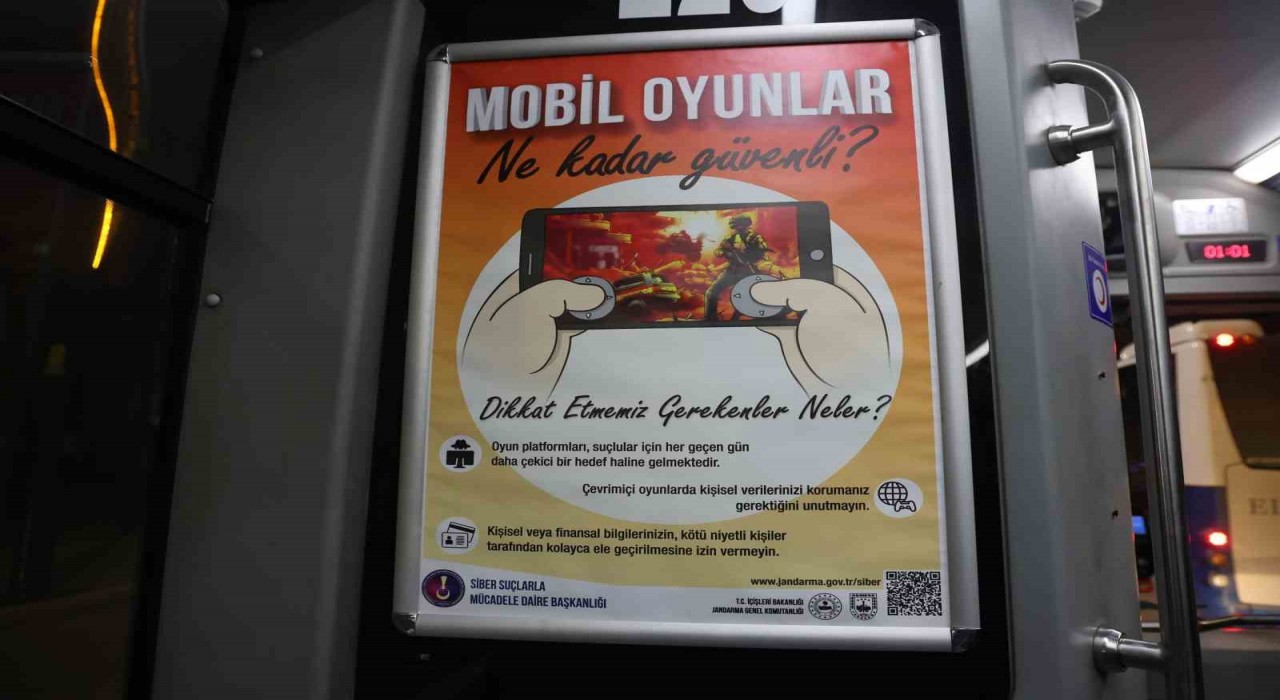 MOBİL OYUNLAR
Ne kadar güvenli?
Dikkat Etmemiz Gerekenler Neler?
Oyun platformları, suçlular için her geçen gün
daha çekici bir hedef haline gelmektedir.
Çevrimiçi oyunlarda kişisel verilerinizi korumanız
gerektiğini unutmayın.
Kişisel veya finansal bilgilerinizin, kötü niyetli kişiler
tarafından kolayca ele geçirilmesine izin vermeyin.
SİBER SUÇLARLA
MÜCADELE DAİRE BAŞKANLIĞI
www.jandarma.gov.tr/siber
T.C. İÇİŞLERİ BAKANLIĞI
JANDARMA GENEL KOMUTANLIĞI
01:01